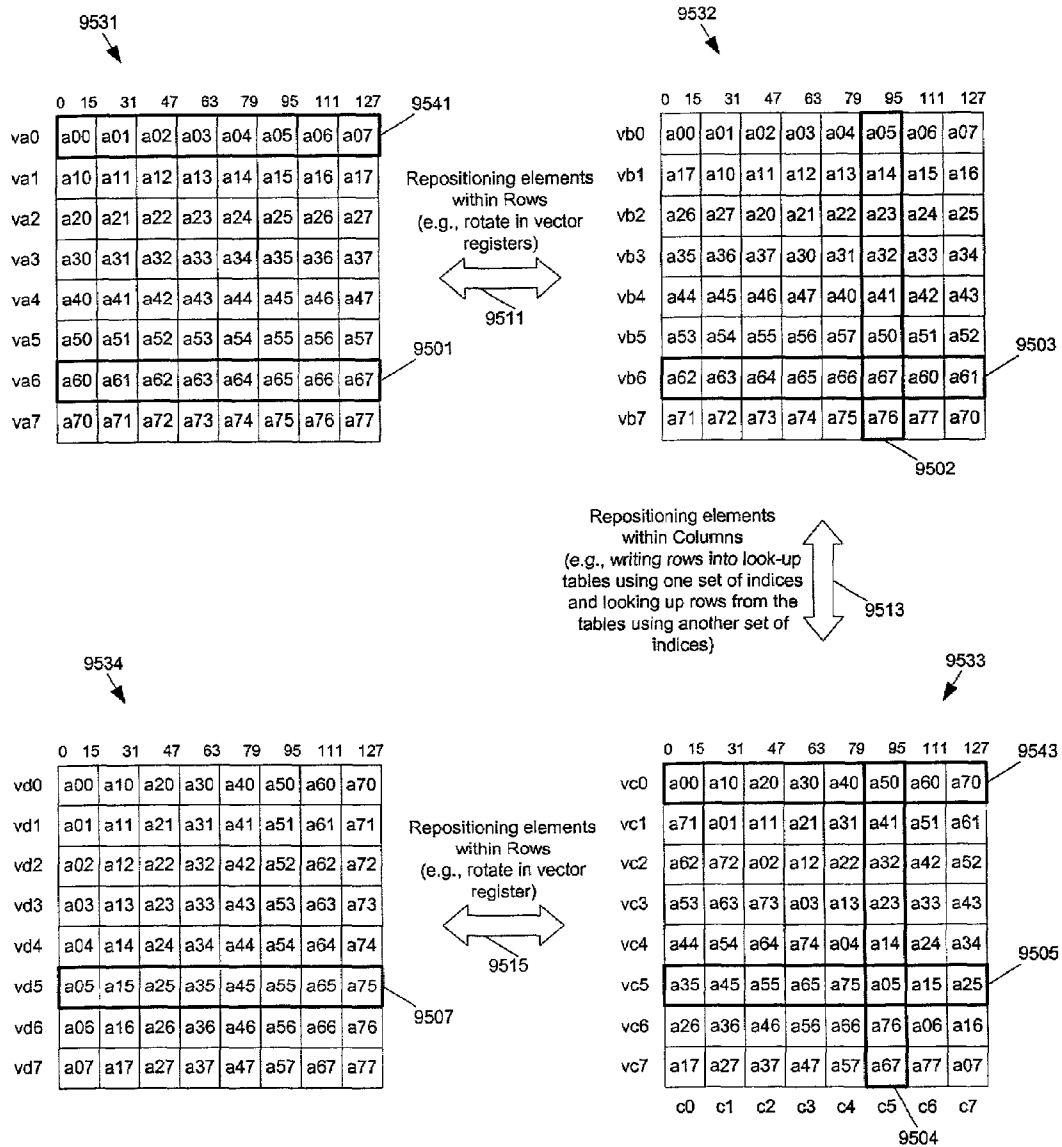 9531
0 15 31 47 63 79 95 111 127
9541
va0 a00 a01 a02 a03 a04 a05 a06 a07
va1 a10 a11 a12 a13 a14 a15 a16 a17
va2 a20 a21 a22 a23 a24 a25 a26 a27
va3 a30 a31 a32 a33 a34 a35 a36 a37
va4 a40 a41 a42 a43 a44 a45 a46 a47
va5 a50 a51 a52 a53 a54 a55 a56 a57
9501
va6 a60 a61 a62 a63 a64 a65 a66 a67
va7 a70 a71 a72 a73 a74 a75 a76 a77
Repositioning elements
within Rows
(e.g., rotate in vector
registers)
9511
9532
0 15 31 47 63 79 95 111 127
vb0 a00 a01 a02 a03 a04 a05 a06 a07
vb1 a17 a10 a11 a12 a13 a14 a15 a16
vb2 a26 a27 a20 a21 a22 a23 a24 a25
vb3 a35 a36 a37 a30 a31 a32 a33 a34
vb4 a44 a45 a46 a47 a40 a41 a42 a43
vb5 a53 a54 a55 a56 a57 a50 a51 a52
9503
vb6 a62 a63 a64 a65 a66 a67 a60 a61
vb7 a71 a72 a73 a74 a75 a76 a77 a70
9502
Repositioning elements
within Columns
(e.g., writing rows into look-up
tables using one set of indices
and looking up rows from the
tables using another set of
indices)
9513
9534
0 15 31 47 63 79 95 111 127
vd0 a00 a10 a20 a30 a40 a50 a60 a70
vd1 a01 a11 a21 a31 a41 a51 a61 a71
vd2 a02 a12 a22 a32 a42 a52 a62 a72
vd3 a03 a13 a23 a33 a43 a53 a63 a73
vd4 a04 a14 a24 a34 a44 a54 a64 a74
vd5 a05 a15 a25 a35 a45 a55 a65 a75
9507
vd6 a06 a16 a26 a36 a46 a56 a66 a76
vd7 a07 a17 a27 a37 a47 a57 a67 a77
Repositioning elements
within Rows
(e.g., rotate in vector
register)
9515
9533
0 15 31 47 63 79 95 111 127
9543
vc0 a00 a10 a20 a30 a40 a50 a60 a70
vc1 a71 a01 a11 a21 a31 a41 a51 a61
vc2 a62 a72 a02 a12 a22 a32 a42 a52
vc3 a53 a63 a73 a03 a13 a23 a33 a43
vc4 a44 a54 a64 a74 a04 a14 a24 a34
9505
vc5 a35 a45 a55 a65 a75 a05 a15 a25
vc6 a26 a36 a46 a56 a66 a76 a06 a16
vc7 a17 a27 a37 a47 a57 a67 a77 a07
c0 c1 c2 c3 c4 c5 c6 c7
9504